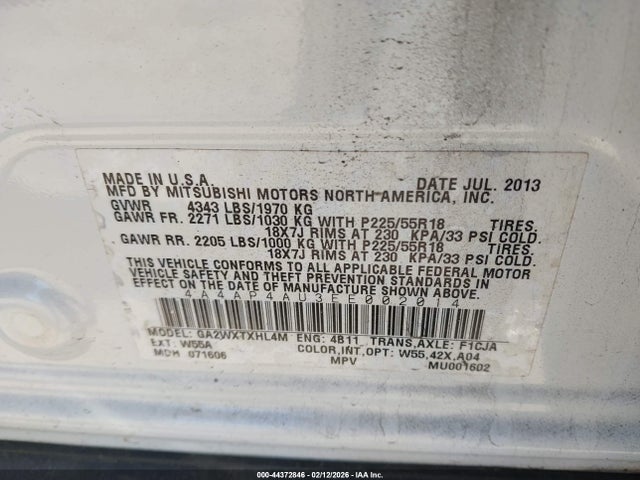 MADE IN U.S.A. DATE JUL. 2013
MFD BY MITSUBISHI MOTORS NORTH AMERICA, INC.
GVWR 4343 LBS/1970 KG
GAWR FR. 2271 LBS/1030 KG WITH P225/55R18 TIRES.
18X7J RIMS AT 230 KPA/33 PSI COLD.
GAWR RR. 2205 LBS/1000 KG WITH P225/55R18 TIRES.
18X7J RIMS AT 230 KPA/33 PSI COLD.
THIS VEHICLE CONFORMS TO ALL APPLICABLE FEDERAL MOTOR
VEHICLE SAFETY AND THEFT PREVENTION STANDARDS IN
EFFECT ON THE DATE OF MANUFACTURE SHOWN ABOVE.
4A4AP4AU3EE002014
MODEL: GA2WXTXHL4M ENG: 4B11 TRANS,AXLE: F1CJA
EXT: W55A COLOR,INT,OPT: W55,42X,A04
MDH 071606 MPV MU001602
000-44372846 - 02/12/2026 - IAA Inc.